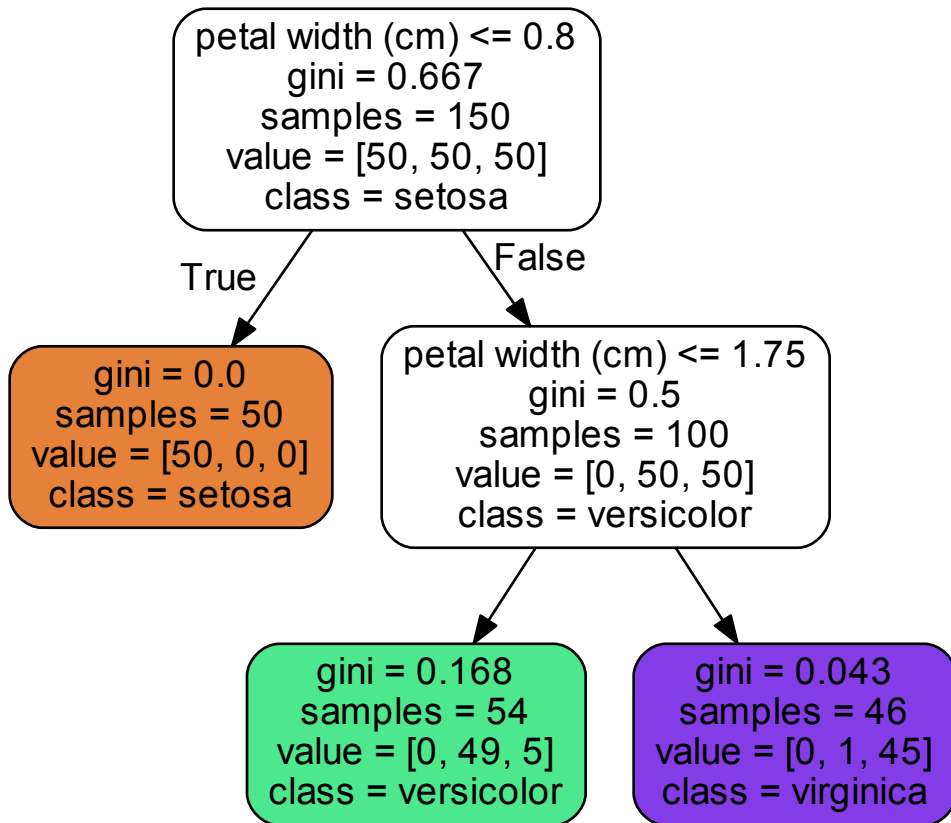 petal width (cm) <= 0.8
gini = 0.667
samples = 150
value = [50, 50, 50]
class = setosa
True
False
gini = 0.0
samples = 50
value = [50, 0, 0]
class = setosa
petal width (cm) <= 1.75
gini = 0.5
samples = 100
value = [0, 50, 50]
class = versicolor
gini = 0.168
samples = 54
value = [0, 49, 5]
class = versicolor
gini = 0.043
samples = 46
value = [0, 1, 45]
class = virginica